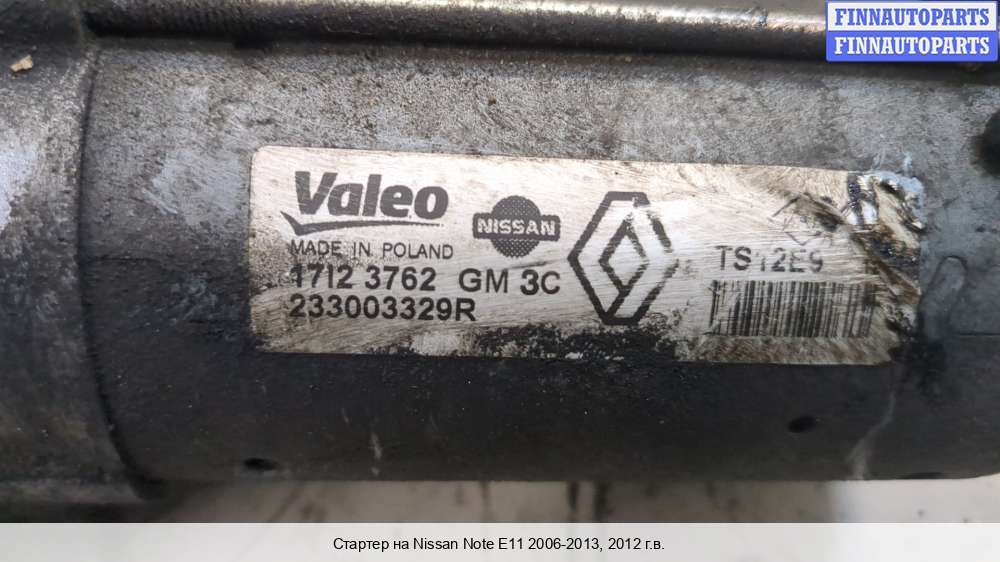 FINNAUTOPARTS
FINNAUTOPARTS
Valeo
NISSAN
MADE IN POLAND
17I2 3762 GM 3C
233003329R
TS12E9
Стартер на Nissan Note E11 2006-2013, 2012 г.в.